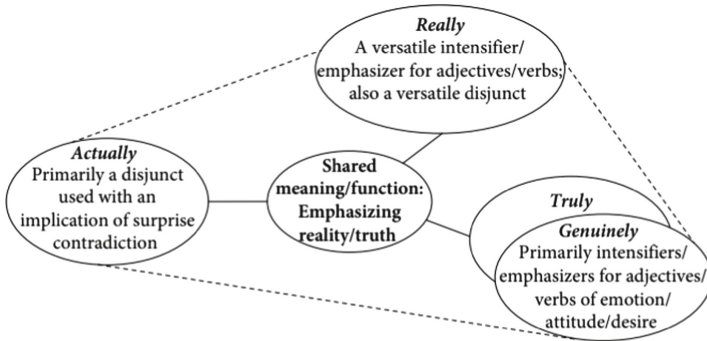 Really
A versatile intensifier/
emphasizer for adjectives/verbs;
also a versatile disjunct
Actually
Primarily a disjunct
used with an
implication of surprise
contradiction
Shared
meaning/function:
Emphasizing
reality/truth
Truly
Genuinely
Primarily intensifiers/
emphasizers for adjectives/
verbs of emotion/
attitude/desire